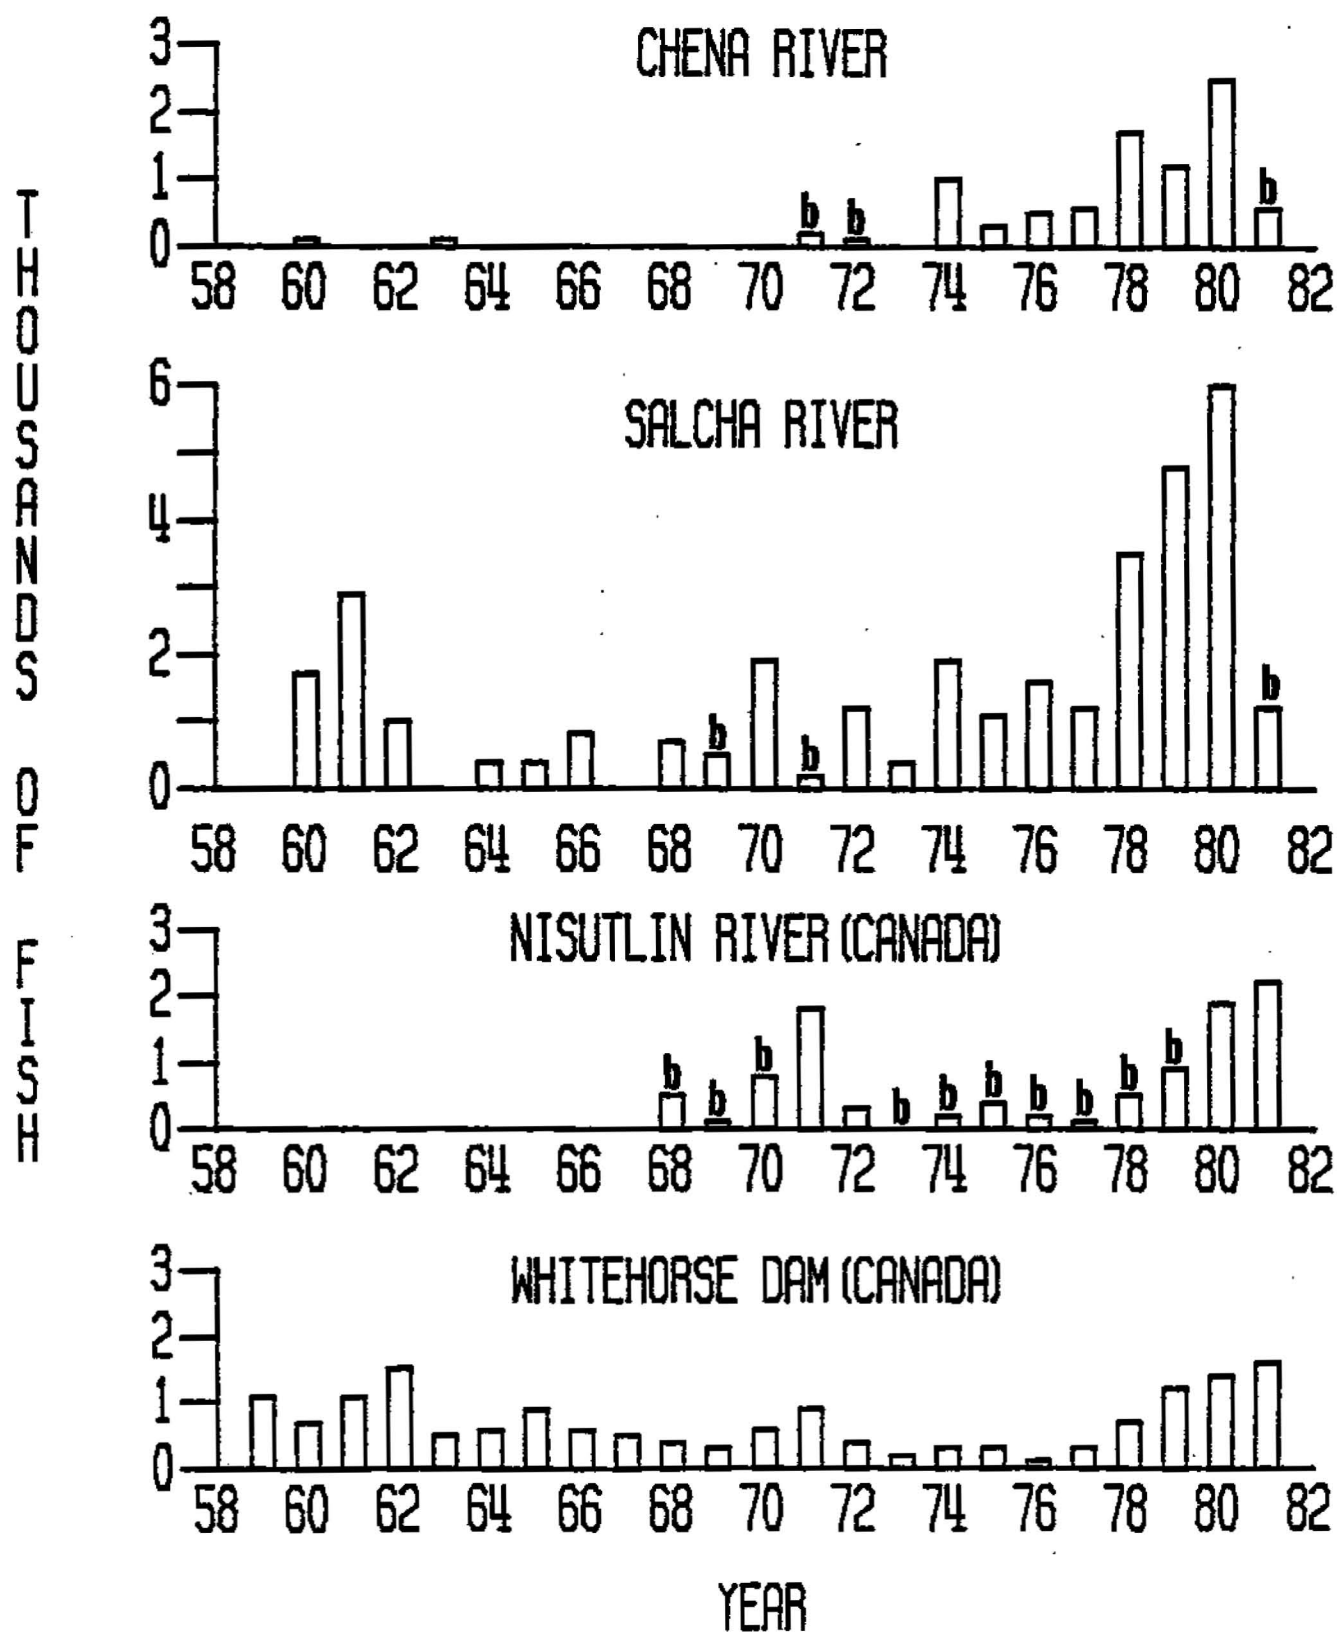 THOUSANDS OF FISH
CHENA RIVER
3
2
1
0
b b b
58 60 62 64 66 68 70 72 74 76 78 80 82
SALCHA RIVER
6
4
2
0
b b b
58 60 62 64 66 68 70 72 74 76 78 80 82
NISUTLIN RIVER (CANADA)
3
2
1
0
b b b b b b b b b b
58 60 62 64 66 68 70 72 74 76 78 80 82
WHITEHORSE DAM (CANADA)
3
2
1
0
58 60 62 64 66 68 70 72 74 76 78 80 82
YEAR